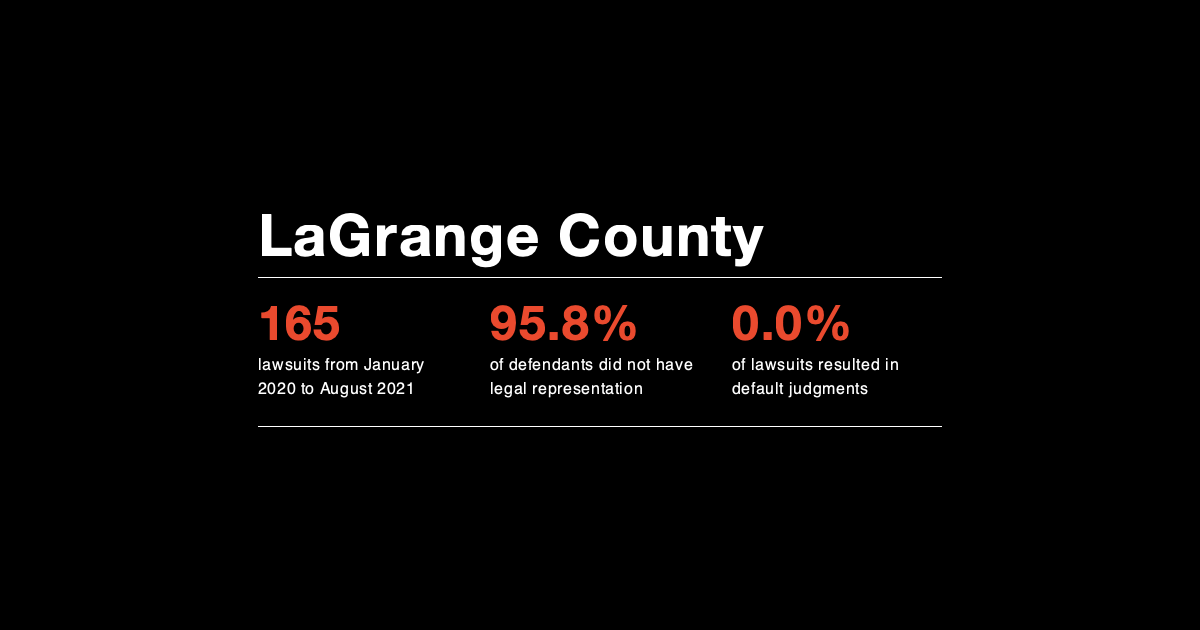 LaGrange County
165
lawsuits from January
2020 to August 2021
95.8%
of defendants did not have
legal representation
0.0%
of lawsuits resulted in
default judgments